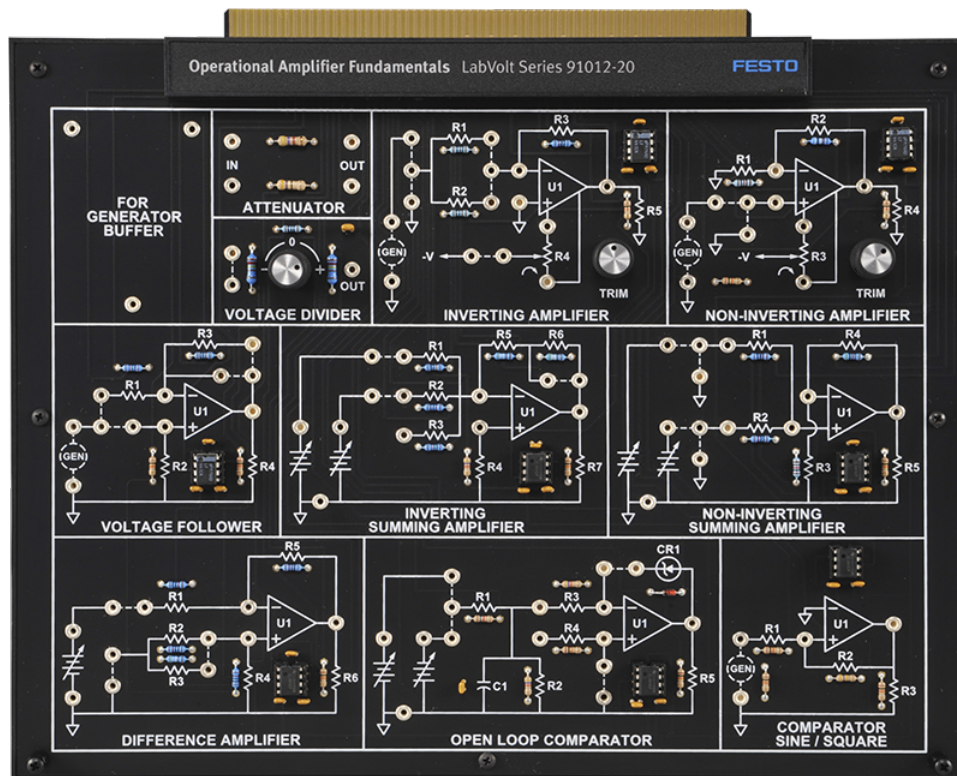 Operational Amplifier Fundamentals LabVolt Series 91012-20
FESTO
FOR
GENERATOR
BUFFER
IN
OUT
ATTENUATOR
0
-
+
OUT
VOLTAGE DIVIDER
R1
R3
R2
-
+
U1
R5
GEN
-V
R4
TRIM
INVERTING AMPLIFIER
R2
R1
-
+
U1
R4
GEN
-V
R3
TRIM
NON-INVERTING AMPLIFIER
R3
R1
-
+
U1
GEN
R2
R4
VOLTAGE FOLLOWER
R5
R6
R1
R2
R3
-
+
U1
R4
R7
INVERTING
SUMMING AMPLIFIER
R1
R4
R2
-
+
U1
R3
R5
NON-INVERTING
SUMMING AMPLIFIER
R5
R1
R2
R3
-
+
U1
R4
R6
DIFFERENCE AMPLIFIER
CR1
R1
R3
R4
-
+
U1
C1
R2
R5
OPEN LOOP COMPARATOR
R1
-
+
U1
GEN
R2
R3
COMPARATOR
SINE / SQUARE